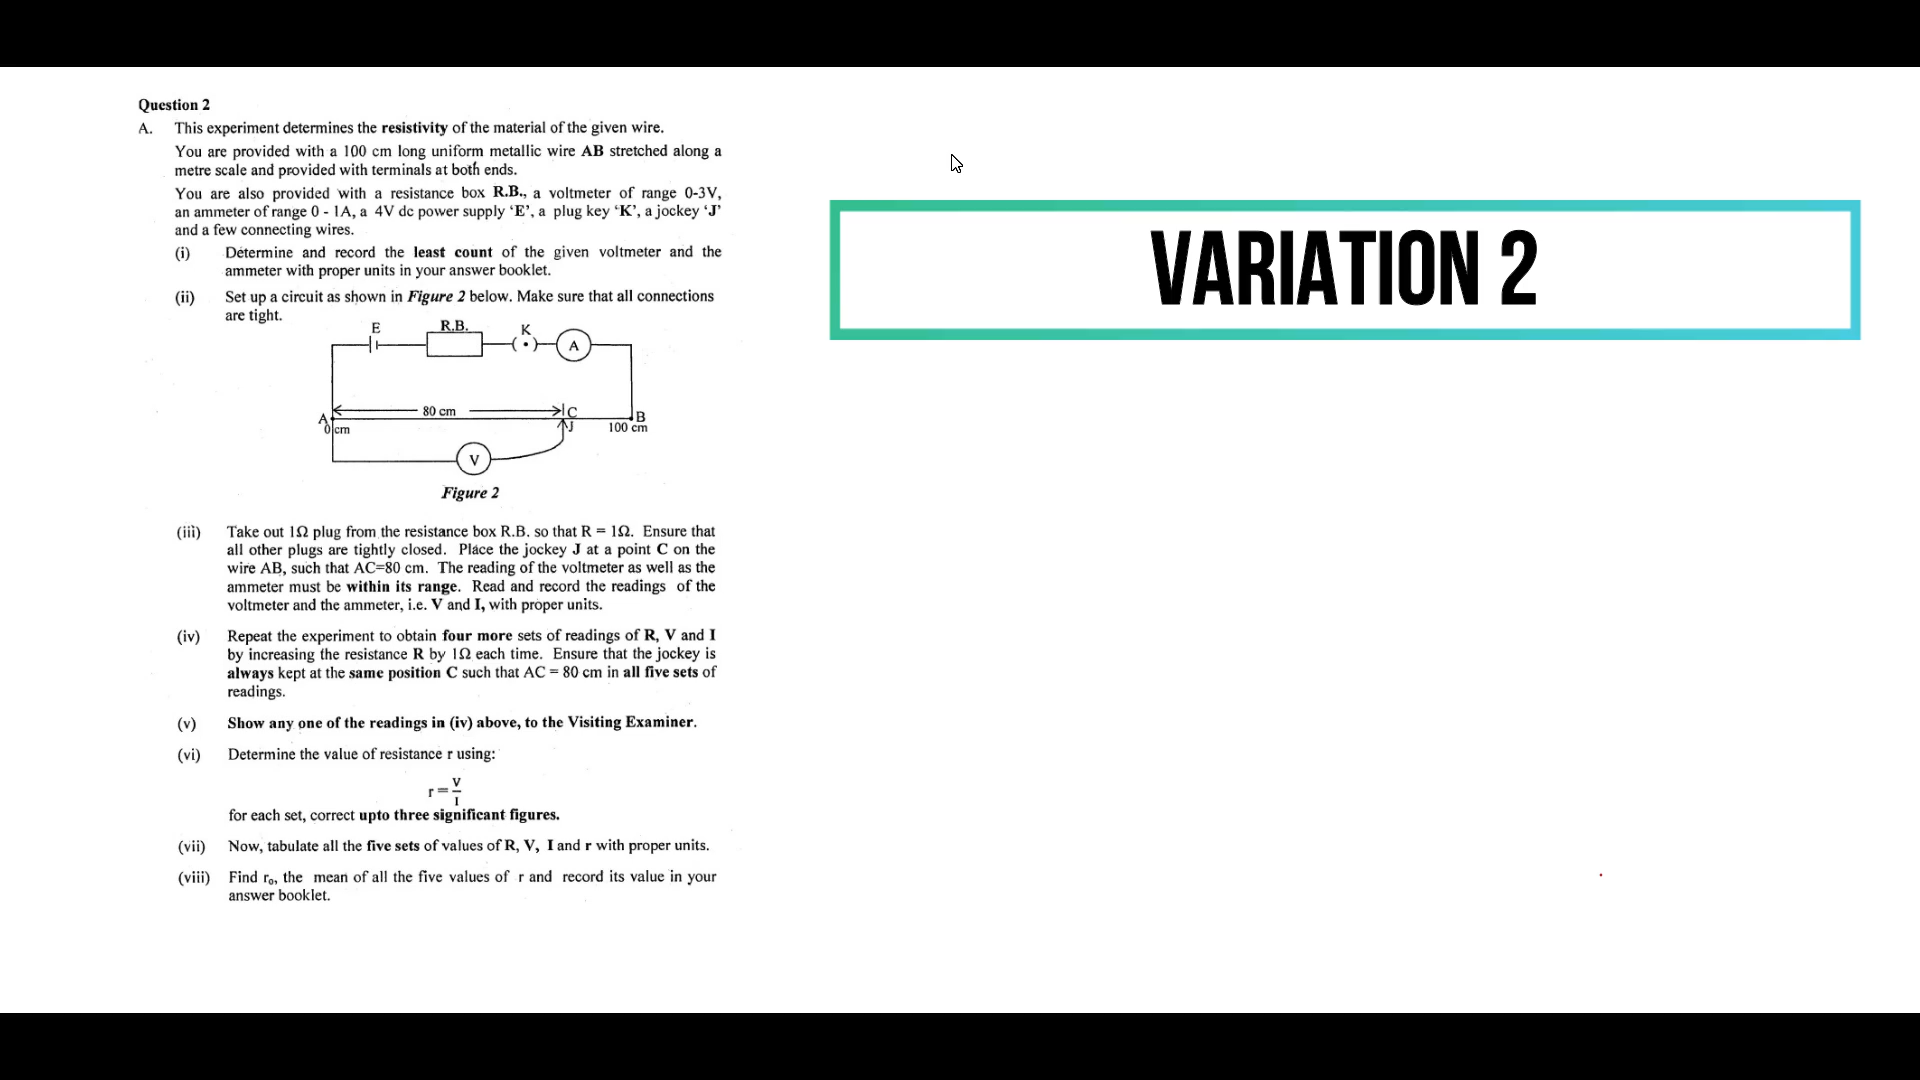 Question 2
A. This experiment determines the resistivity of the material of the given wire.
You are provided with a 100 cm long uniform metallic wire AB stretched along a
metre scale and provided with terminals at both ends.
You are also provided with a resistance box R.B., a voltmeter of range 0-3V,
an ammeter of range 0 - 1A, a 4V dc power supply ‘E’, a plug key ‘K’, a jockey ‘J’
and a few connecting wires.
(i) Determine and record the least count of the given voltmeter and the
ammeter with proper units in your answer booklet.
(ii) Set up a circuit as shown in Figure 2 below. Make sure that all connections
are tight.
E R.B. K
A
80 cm C
A B
0 cm J 100 cm
V
Figure 2
(iii) Take out 1Ω plug from the resistance box R.B. so that R = 1Ω. Ensure that
all other plugs are tightly closed. Place the jockey J at a point C on the
wire AB, such that AC=80 cm. The reading of the voltmeter as well as the
ammeter must be within its range. Read and record the readings of the
voltmeter and the ammeter, i.e. V and I, with proper units.
(iv) Repeat the experiment to obtain four more sets of readings of R, V and I
by increasing the resistance R by 1Ω each time. Ensure that the jockey is
always kept at the same position C such that AC = 80 cm in all five sets of
readings.
(v) Show any one of the readings in (iv) above, to the Visiting Examiner.
(vi) Determine the value of resistance r using:
r = V/I
for each set, correct upto three significant figures.
(vii) Now, tabulate all the five sets of values of R, V, I and r with proper units.
(viii) Find r₀, the mean of all the five values of r and record its value in your
answer booklet.
VARIATION 2